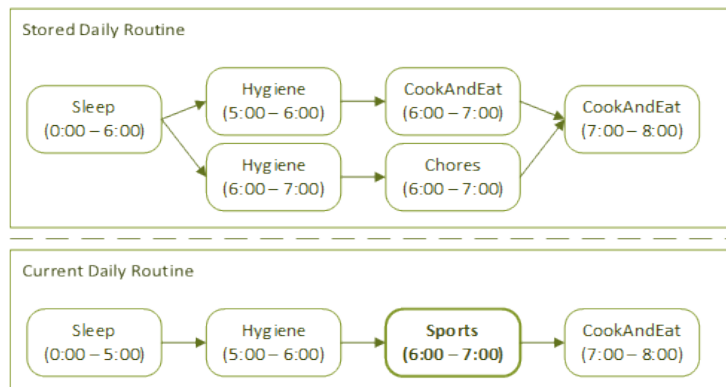 Stored Daily Routine
Sleep
(0:00 – 6:00)
Hygiene
(5:00 – 6:00)
CookAndEat
(6:00 – 7:00)
Hygiene
(6:00 – 7:00)
Chores
(6:00 – 7:00)
CookAndEat
(7:00 – 8:00)
Current Daily Routine
Sleep
(0:00 – 5:00)
Hygiene
(5:00 – 6:00)
Sports
(6:00 – 7:00)
CookAndEat
(7:00 – 8:00)